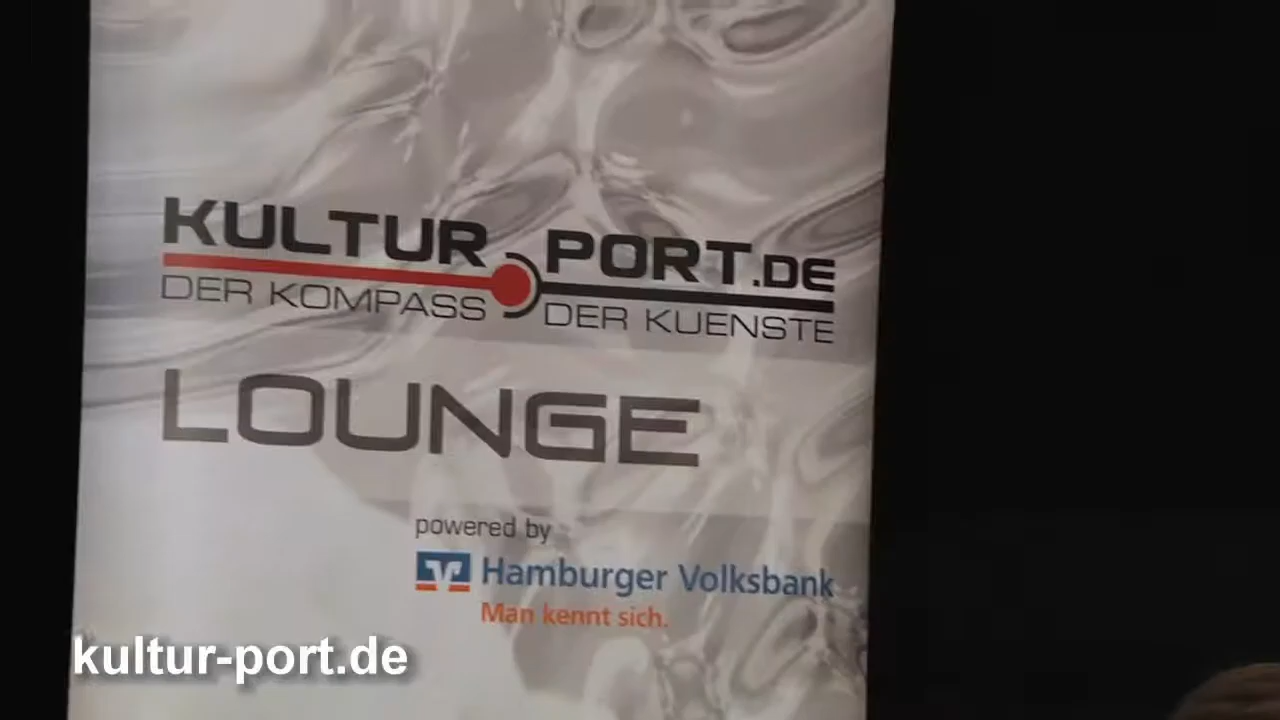 KULTUR PORT.DE
DER KOMPASS DER KUENSTE
LOUNGE
powered by
Hamburger Volksbank
Man kennt sich.
kultur-port.de